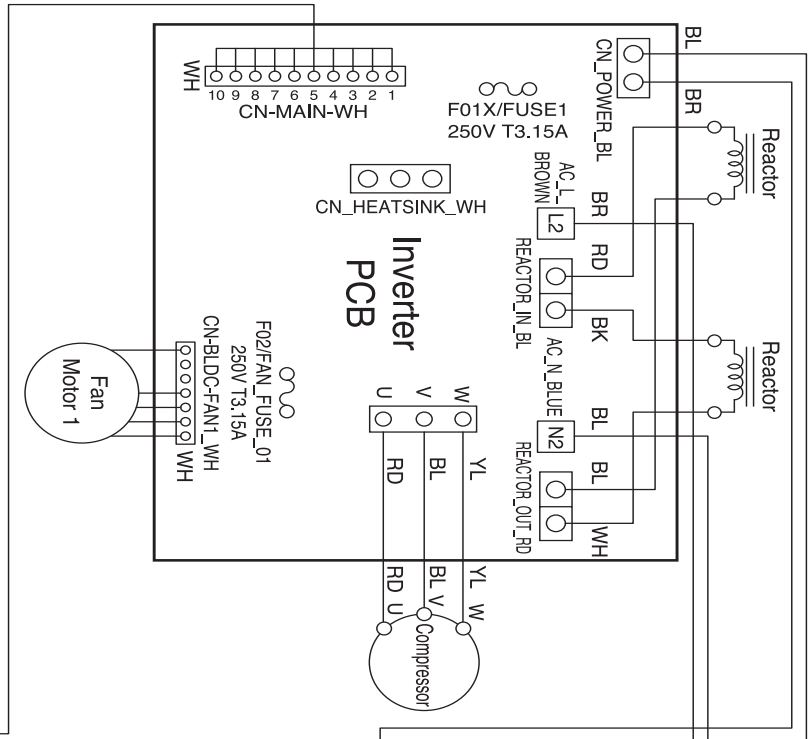 WH
10 9 8 7 6 5 4 3 2 1
CN-MAIN-WH
F01X/FUSE1
250V T3.15A
CN_POWER_BL
BL
BR
Reactor
CN_HEATSINK_WH
AC_L_
BROWN
L2
BR
RD
REACTOR_IN_BL
BK
Inverter
PCB
Reactor
Fan
Motor 1
CN-BLDC-FAN1_WH
WH
F02/FAN_FUSE_01
250V T3.15A
AC_N_BLUE
N2
BL
BL
REACTOR_OUT_RD
WH
U V W
RD BL YL
RD BL YL
U V W
Compressor